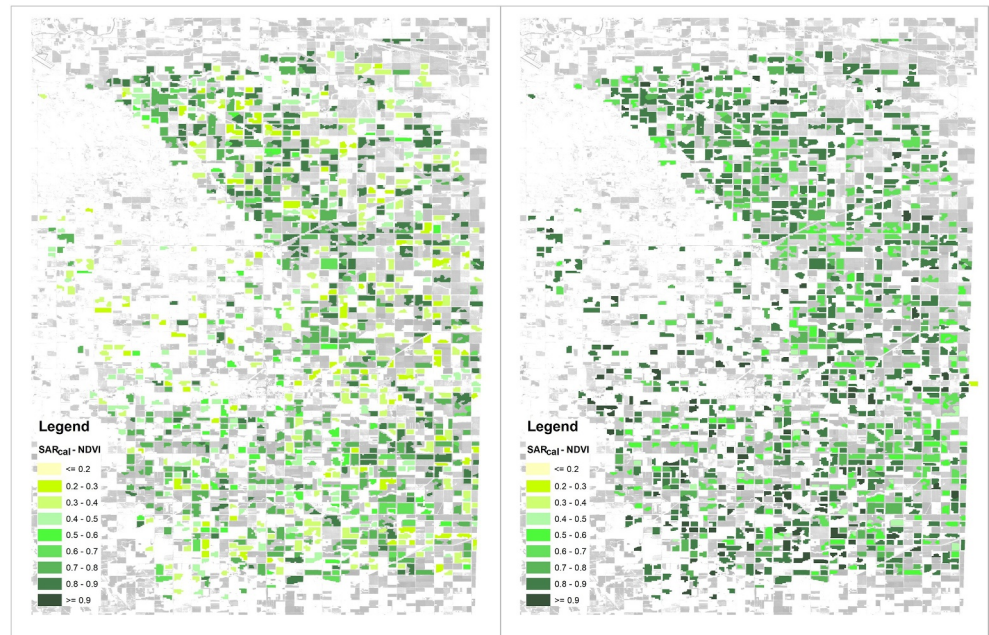 Legend
SARcal - NDVI
<= 0.2
0.2 - 0.3
0.3 - 0.4
0.4 - 0.5
0.5 - 0.6
0.6 - 0.7
0.7 - 0.8
0.8 - 0.9
>= 0.9
Legend
SARcal - NDVI
<= 0.2
0.2 - 0.3
0.3 - 0.4
0.4 - 0.5
0.5 - 0.6
0.6 - 0.7
0.7 - 0.8
0.8 - 0.9
>= 0.9